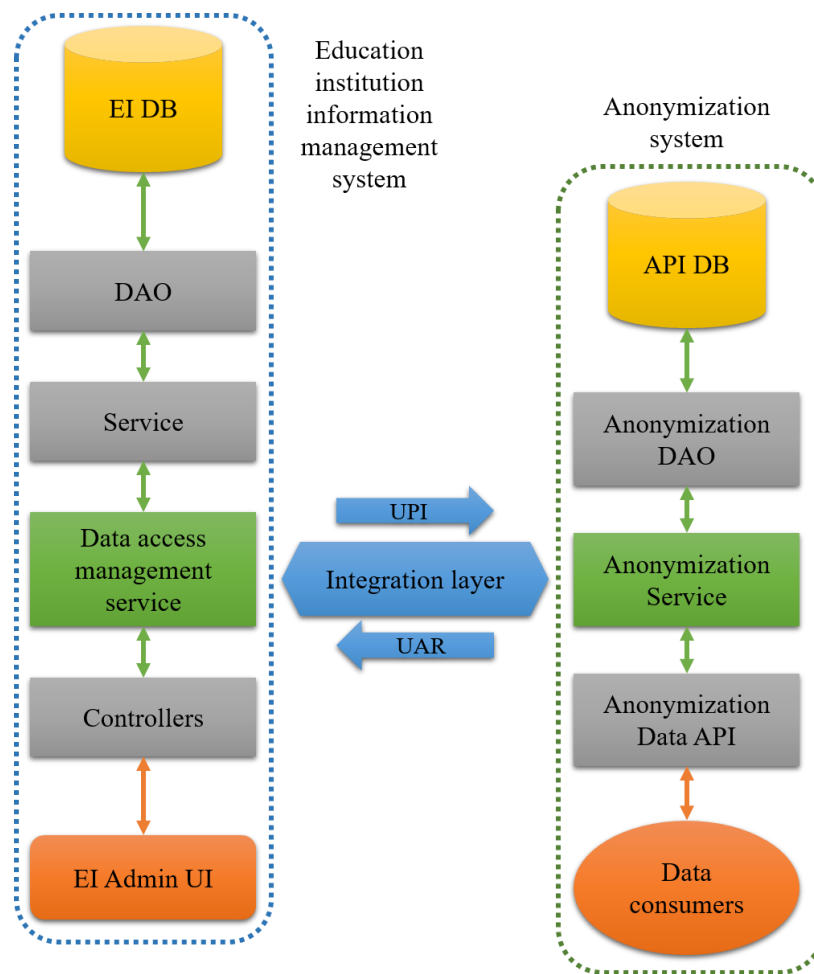 EI DB
DAO
Service
Data access
management
service
Controllers
EI Admin UI
Education
institution
information
management
system
UPI
Integration layer
UAR
Anonymization
system
API DB
Anonymization
DAO
Anonymization
Service
Anonymization
Data API
Data
consumers